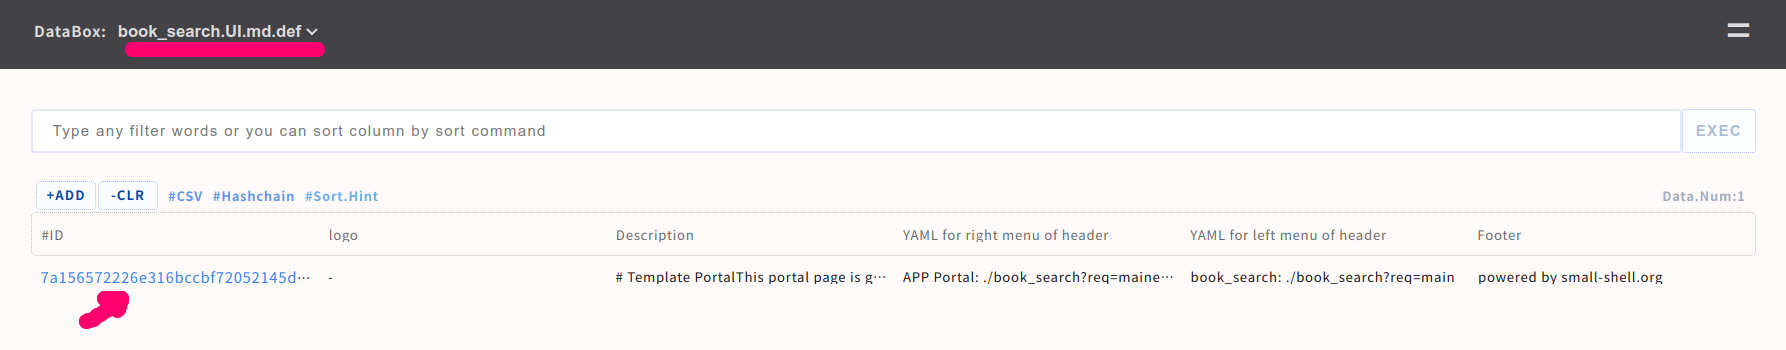 DataBox: book_search.UI.md.def
Type any filter words or you can sort column by sort command EXEC
+ADD -CLR #CSV #Hashchain #Sort.Hint Data.Num:1
#ID logo Description YAML for right menu of header YAML for left menu of header Footer
7a156572226e316bccbf72052145d… - # Template PortalThis portal page is g… APP Portal: ./book_search?req=maine… book_search: ./book_search?req=main powered by small-shell.org